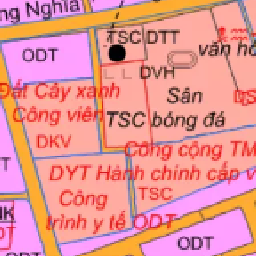 ng Nghĩa
TSC DTT
văn hó
ODT
DVH
Đất Cây xanh
Sân
Công viên
TSC bóng đá
DKV
Công cộng TM
DYT Hành chính cấp
Công
TSC
trình y tế ODT
ODT
ODT